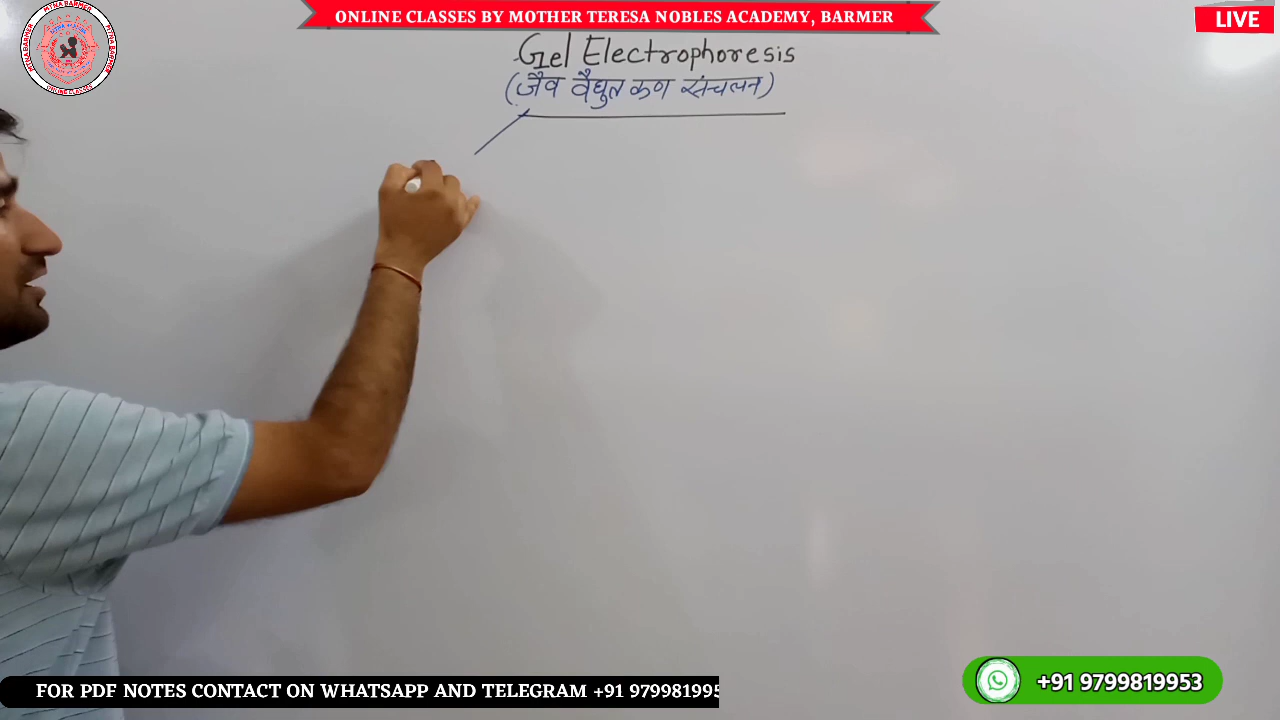 ONLINE CLASSES BY MOTHER TERESA NOBLES ACADEMY, BARMER
LIVE
Gel Electrophoresis
(जैव वैद्युत कण संचलन)
FOR PDF NOTES CONTACT ON WHATSAPP AND TELEGRAM +91 979981995
+91 9799819953